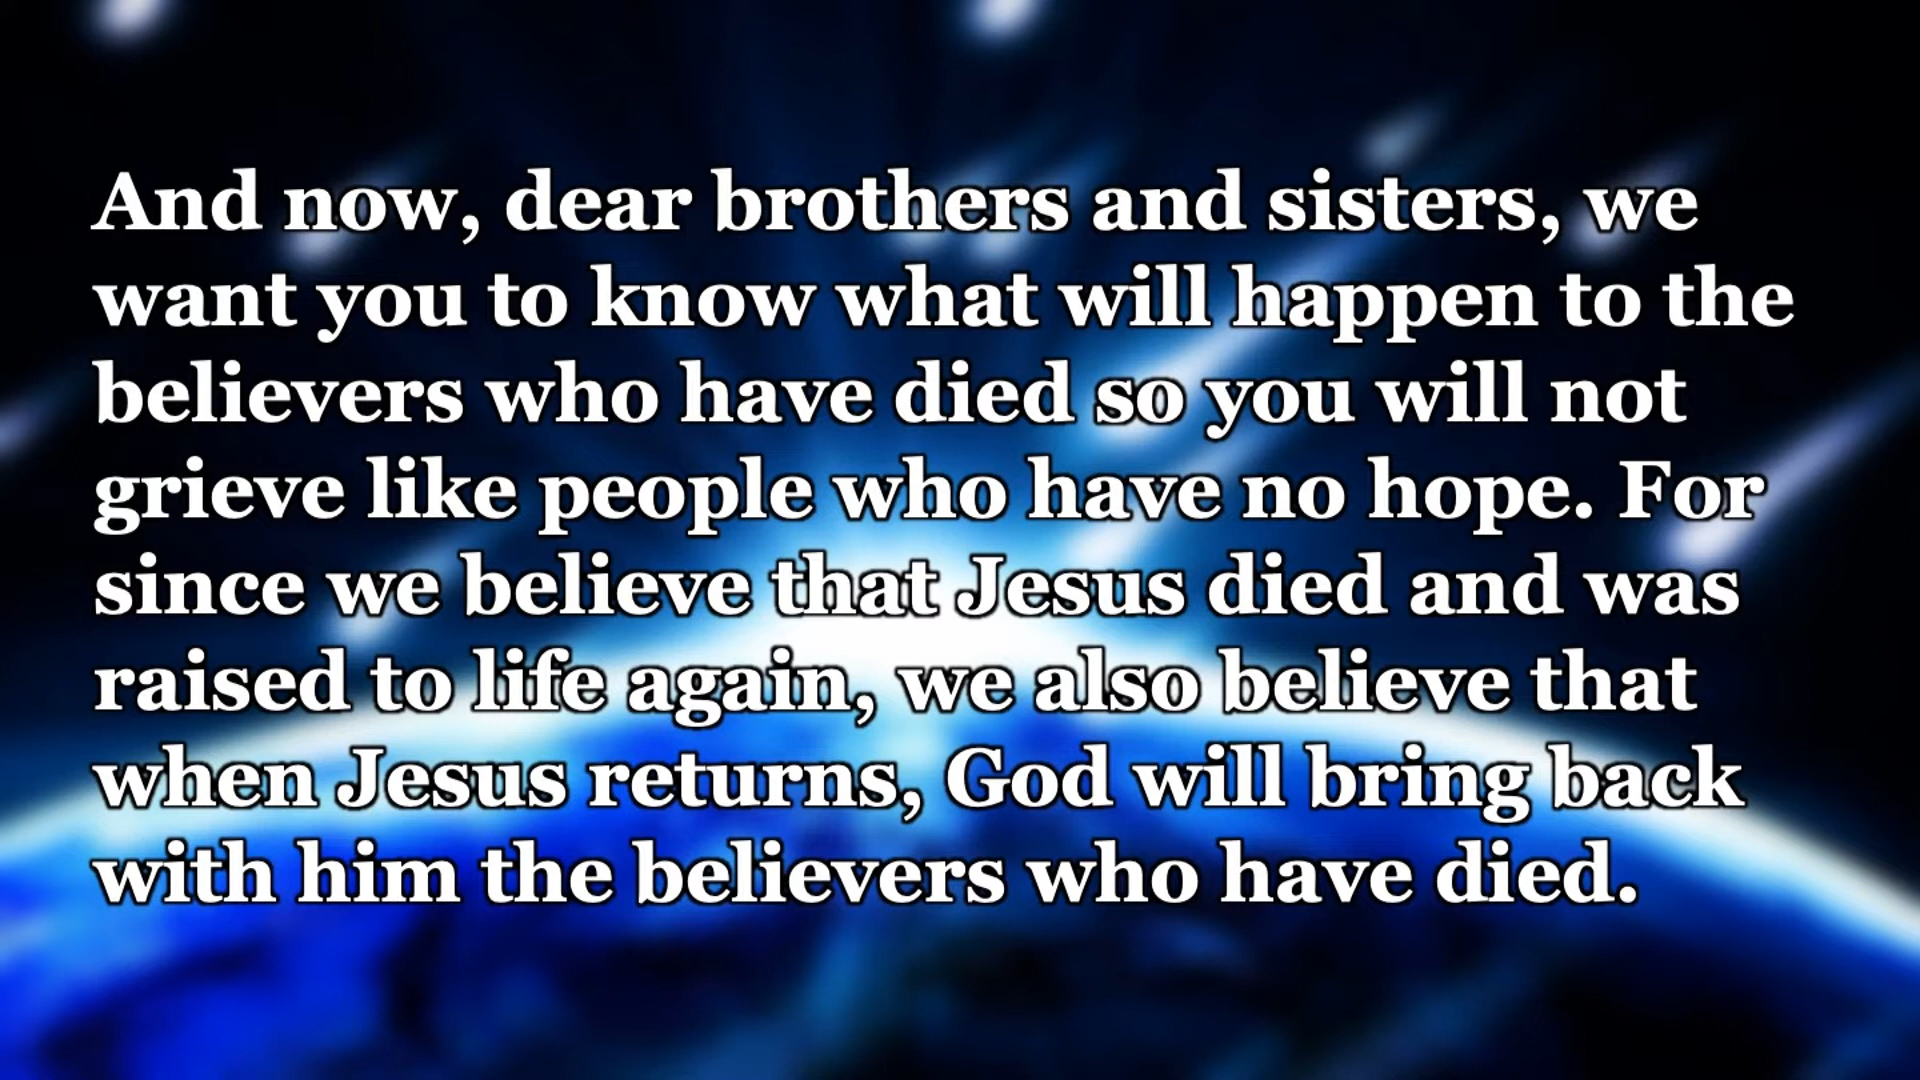 And now, dear brothers and sisters, we
want you to know what will happen to the
believers who have died so you will not
grieve like people who have no hope. For
since we believe that Jesus died and was
raised to life again, we also believe that
when Jesus returns, God will bring back
with him the believers who have died.